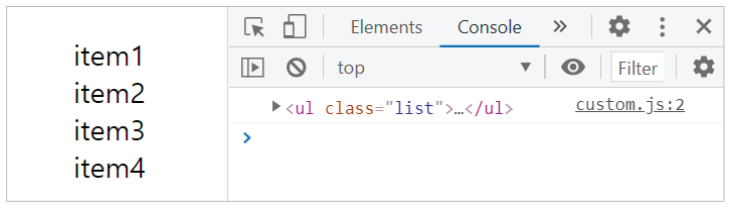 item1
item2
item3
item4
Elements Console »
top Filter
<ul class="list">…</ul> custom.js:2
>